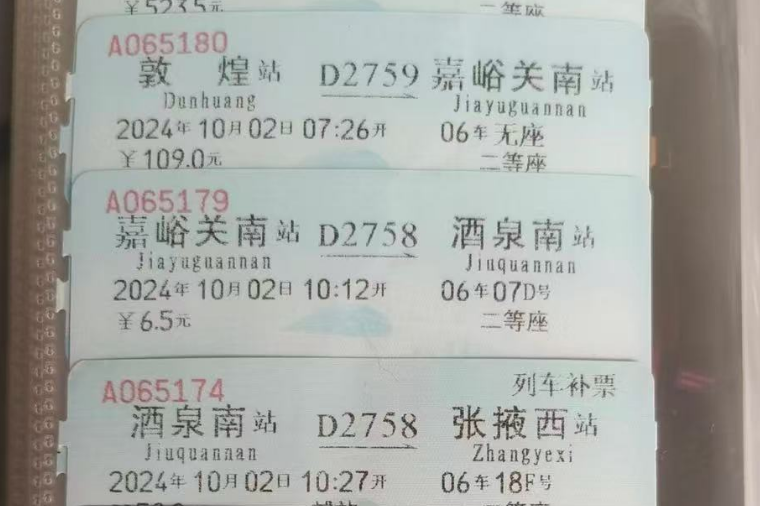 ￥523.5元
二等座
A065180
敦煌站 D2759 嘉峪关南站
Dunhuang Jiayuguannan
2024年10月02日07:26开 06车无座
￥109.0元 二等座
A065179
嘉峪关南站 D2758 酒泉南站
Jiayuguannan Jiuquannan
2024年10月02日10:12开 06车07D号
￥6.5元 二等座
A065174 列车补票
酒泉南站 D2758 张掖西站
Jiuquannan Zhangyexi
2024年10月02日10:27开 06车18F号